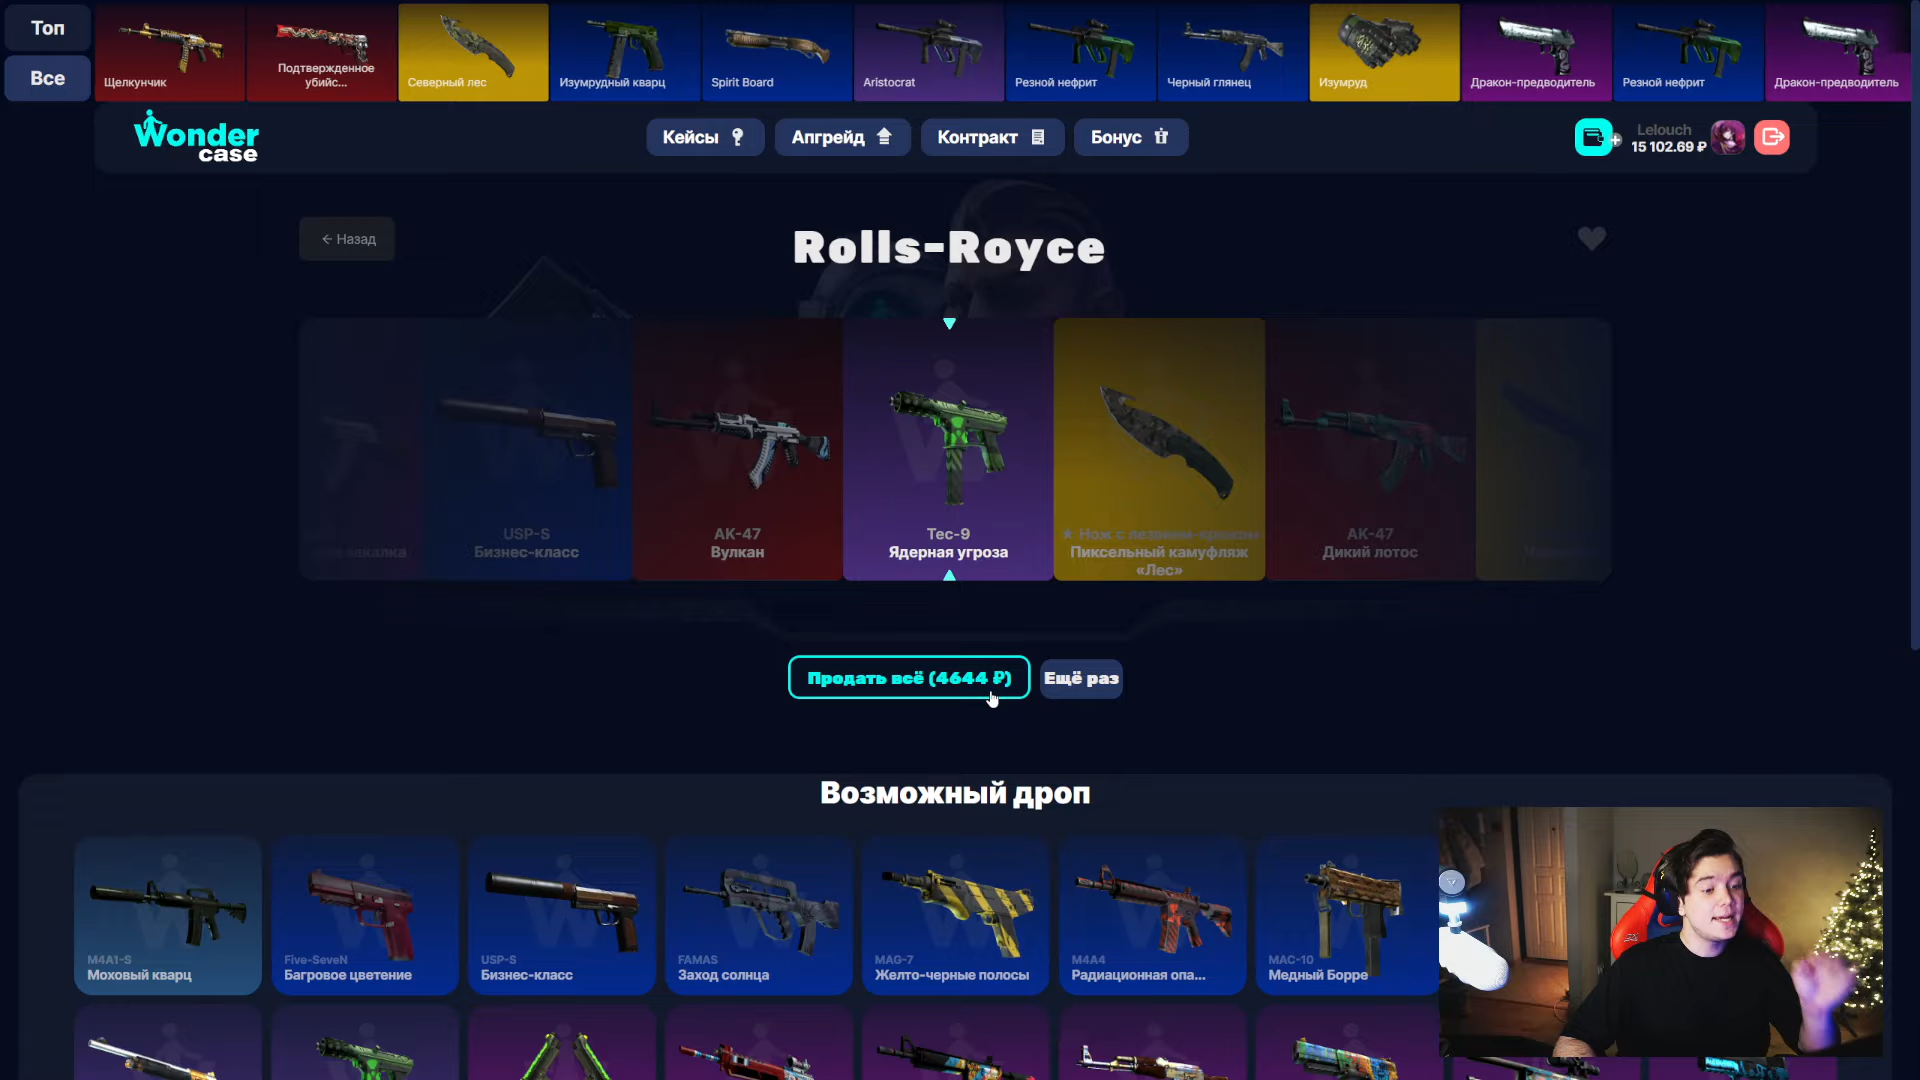 Топ
Все
Щелкунчик
Подтвержденное убийс...
Северный лес
Изумрудный кварц
Spirit Board
Aristocrat
Резной нефрит
Черный глянец
Изумруд
Дракон-предводитель
Резной нефрит
Дракон-предводитель
Wonder case
Кейсы
Апгрейд
Контракт
Бонус
Lelouch
15 102.69 ₽
← Назад
Rolls-Royce
USP-S
Бизнес-класс
AK-47
Вулкан
Tec-9
Ядерная угроза
★ Нож с лезвием-крюком
Пиксельный камуфляж
«Лес»
AK-47
Дикий лотос
Продать всё (4644 ₽)
Ещё раз
Возможный дроп
M4A1-S
Моховый кварц
Five-SeveN
Багровое цветение
USP-S
Бизнес-класс
FAMAS
Заход солнца
MAG-7
Желто-черные полосы
M4A4
Радиационная опа...
MAC-10
Медный Борре